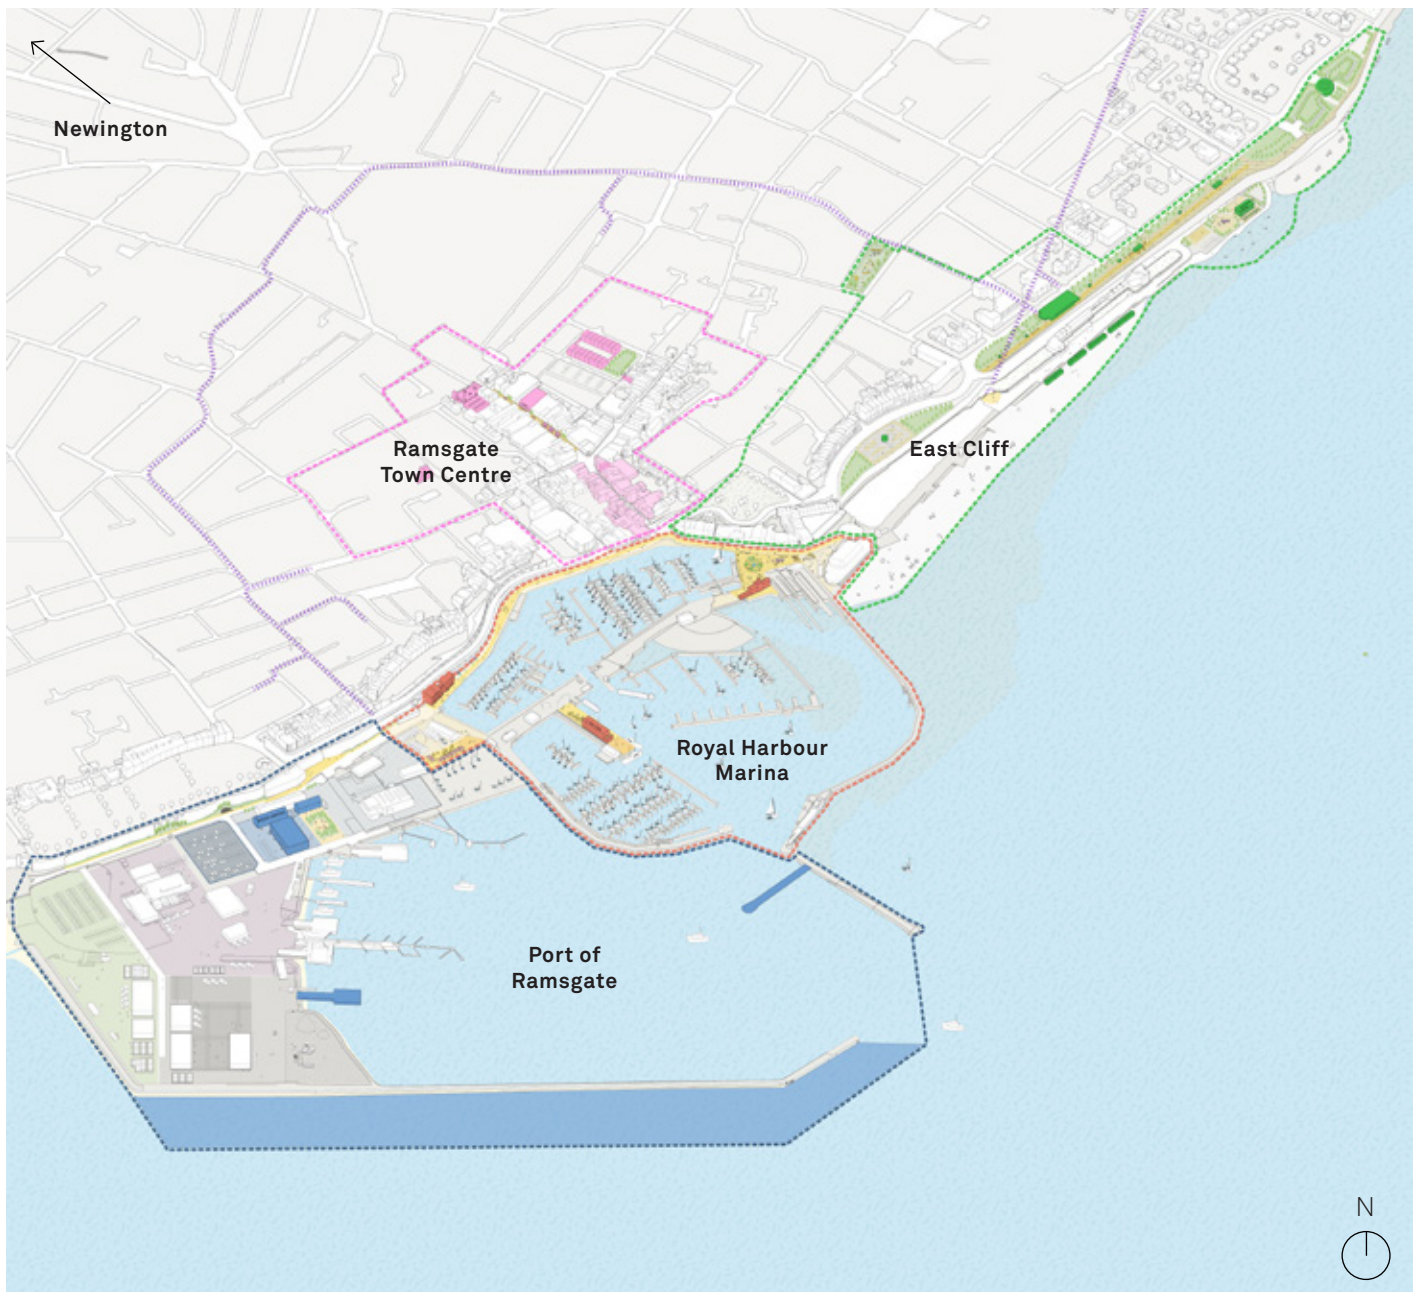 Newington
Ramsgate
Town Centre
East Cliff
Royal Harbour
Marina
Port of
Ramsgate
N